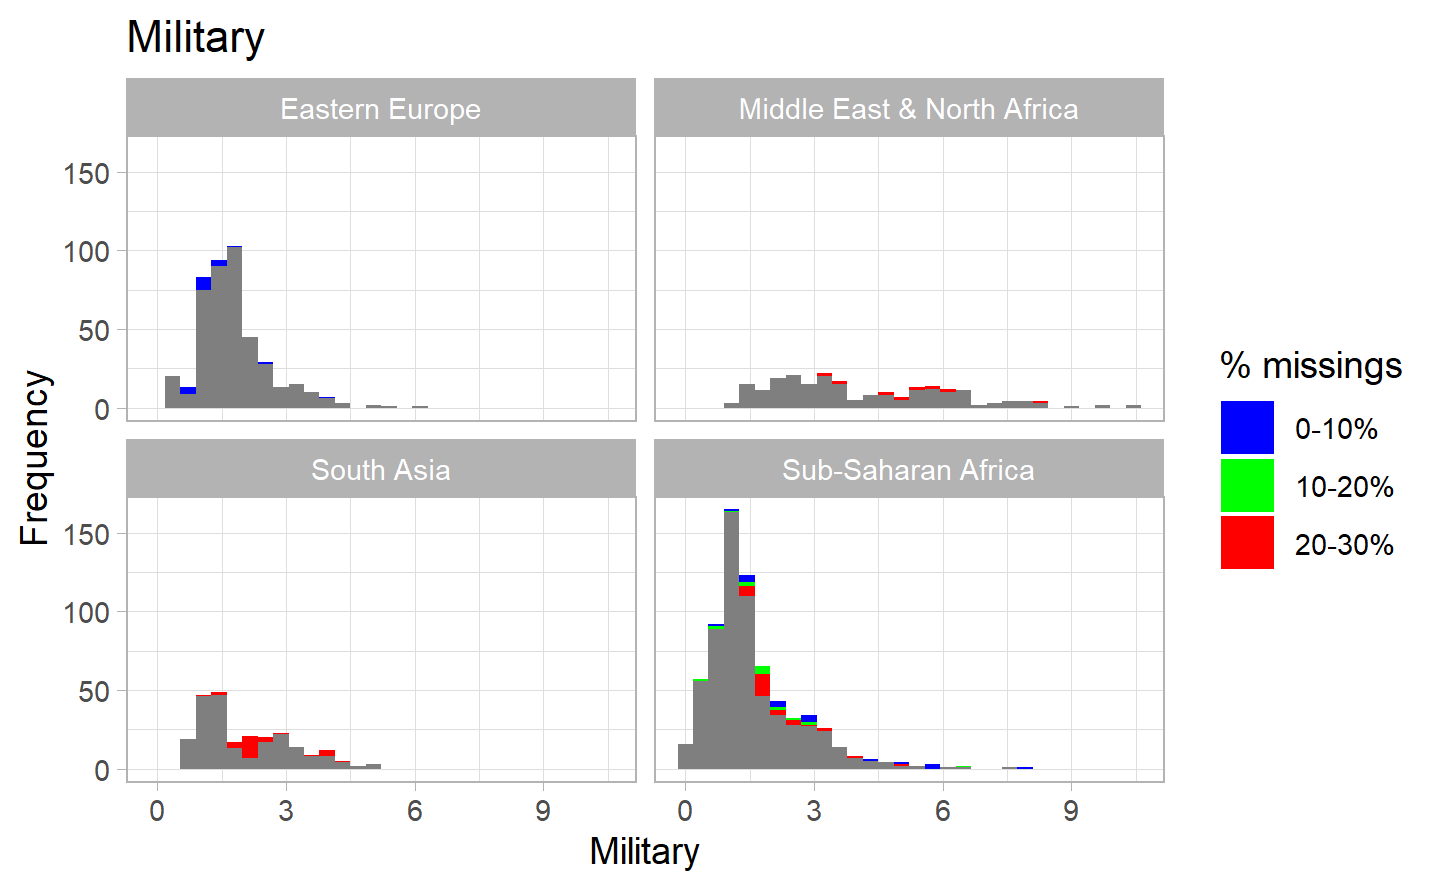 Military
Eastern Europe
Middle East & North Africa
150
100
50
0
South Asia
Sub-Saharan Africa
150
100
50
0
0 3 6 9
0 3 6 9
Military
Frequency
% missings
0-10%
10-20%
20-30%